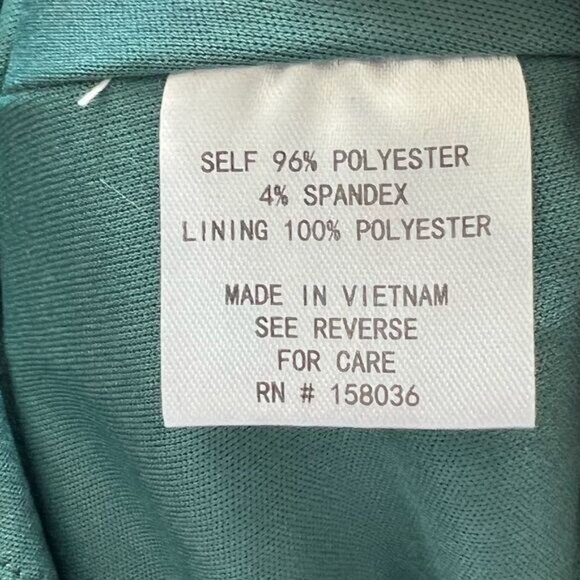 SELF 96% POLYESTER
4% SPANDEX
LINING 100% POLYESTER
MADE IN VIETNAM
SEE REVERSE
FOR CARE
RN # 158036